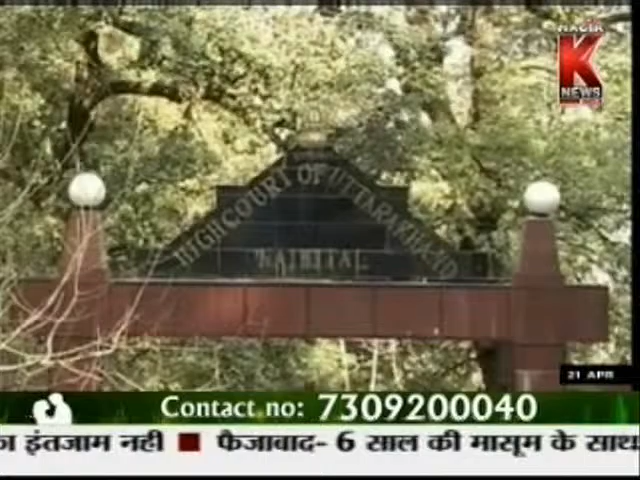 K
NEWS
HIGH COURT OF UTTARAKHAND
NAINITAL
21 APR
Contact no: 7309200040
का इंतजाम नही ■ फैजाबाद- 6 साल की मासूम के साथ